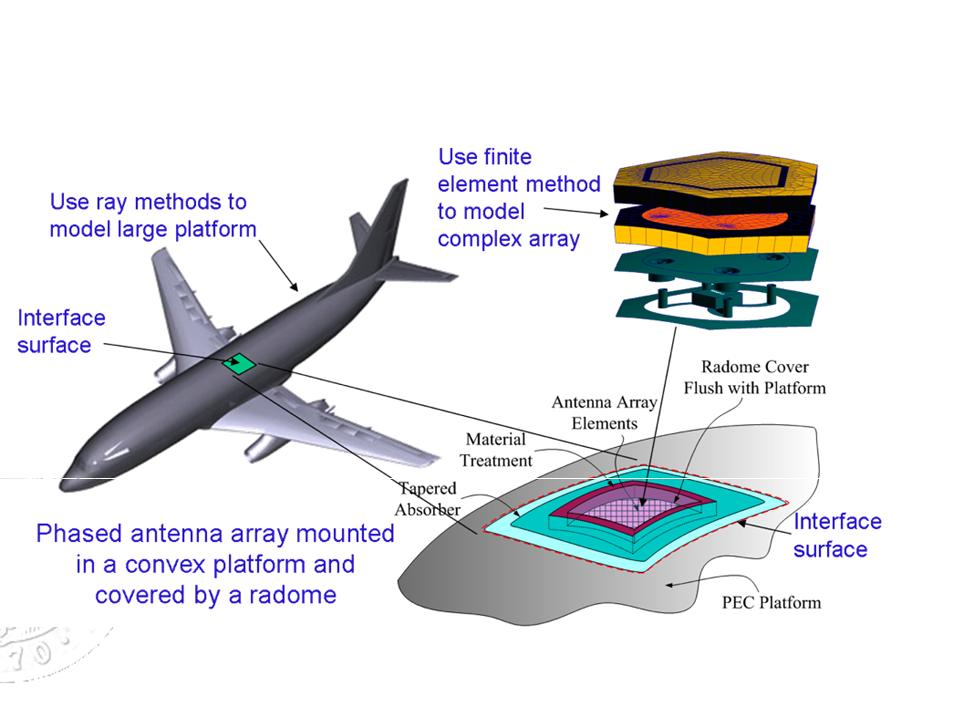 Use finite
element method
to model
complex array
Use ray methods to
model large platform
Interface
surface
Radome Cover
Flush with Platform
Antenna Array
Elements
Material
Treatment
Tapered
Absorber
Interface
surface
PEC Platform
Phased antenna array mounted
in a convex platform and
covered by a radome
70